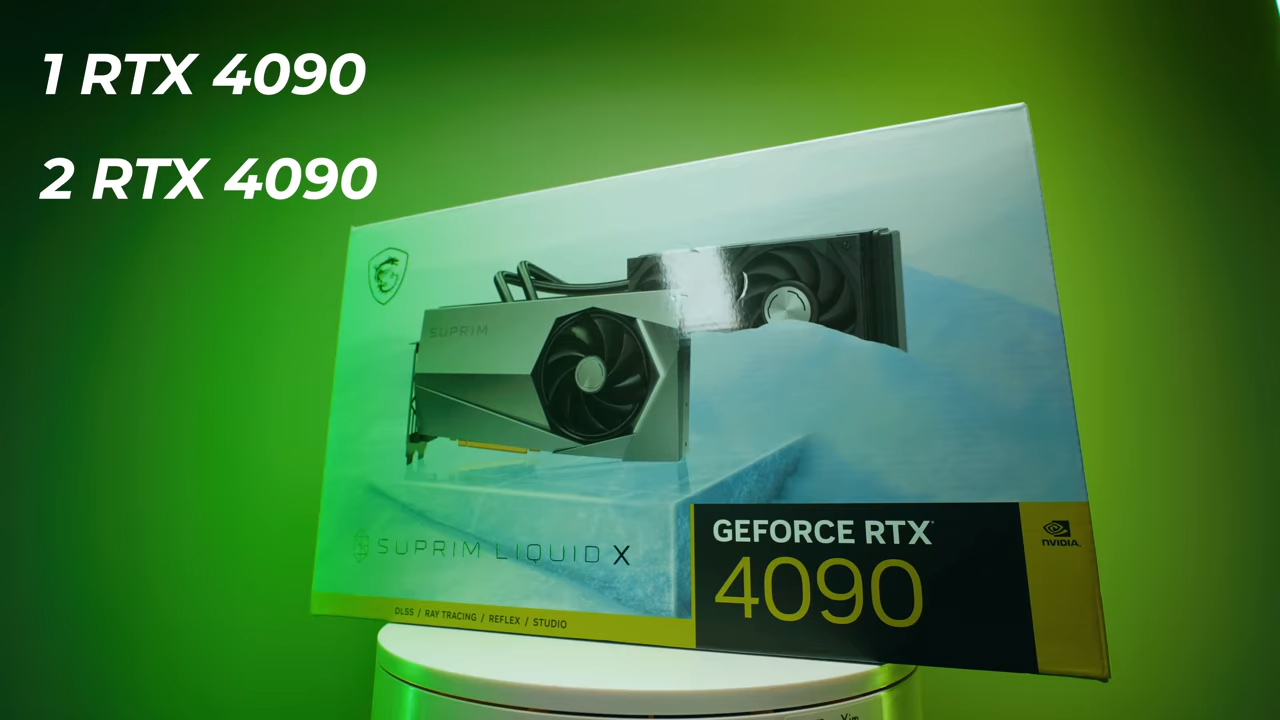 1 RTX 4090
2 RTX 4090
SUPRIM
SUPRIM LIQUID X
GEFORCE RTX
4090
NVIDIA.
DLSS / RAY TRACING / REFLEX / STUDIO